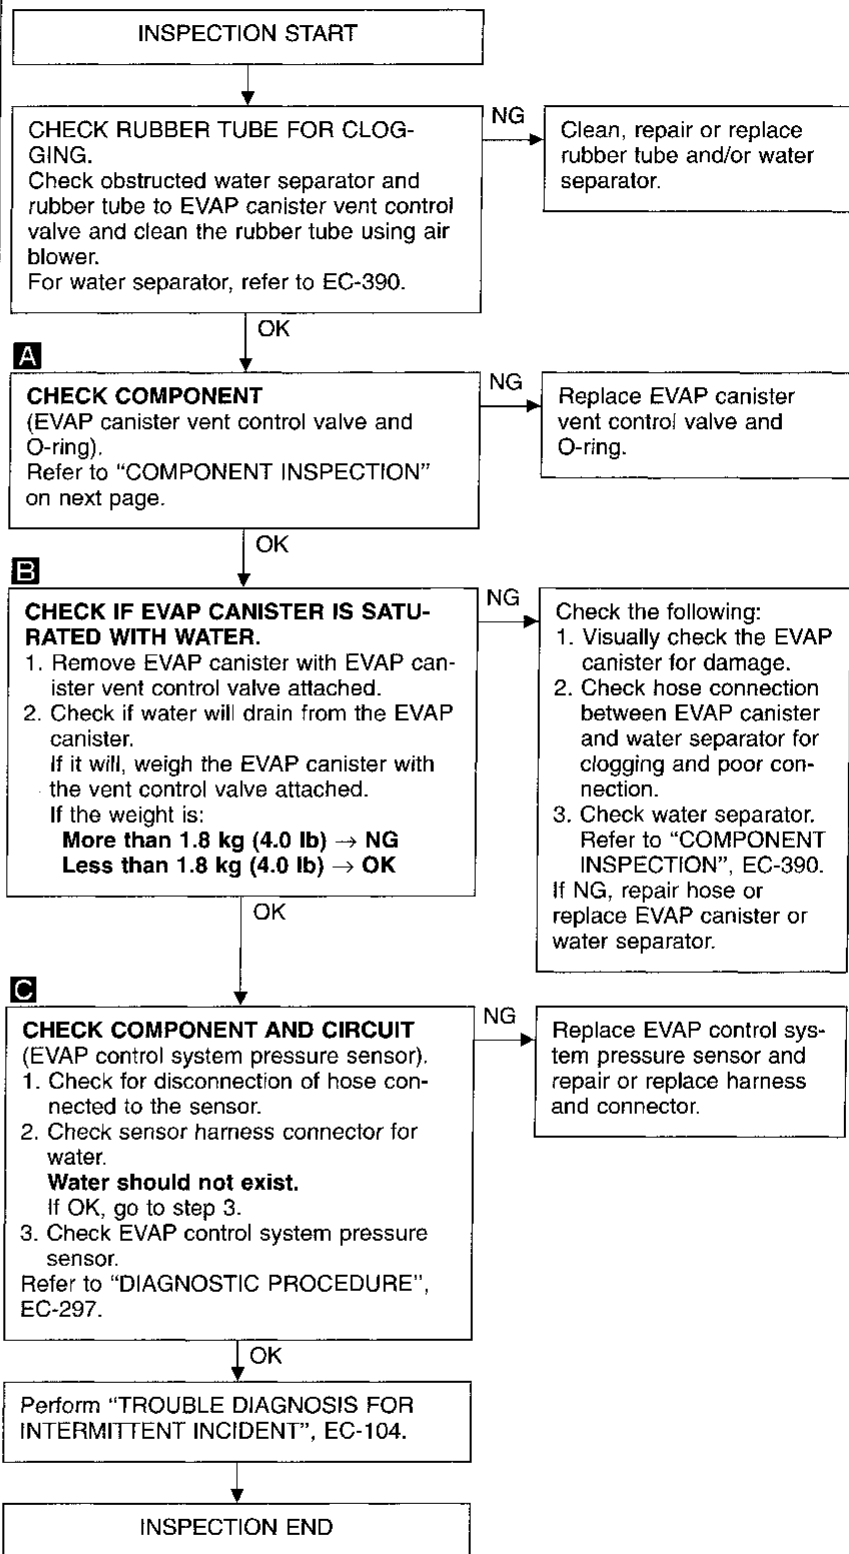 INSPECTION START
CHECK RUBBER TUBE FOR CLOG-
GING.
Check obstructed water separator and
rubber tube to EVAP canister vent control
valve and clean the rubber tube using air
blower.
For water separator, refer to EC-390.
NG
Clean, repair or replace
rubber tube and/or water
separator.
OK
A
CHECK COMPONENT
(EVAP canister vent control valve and
O-ring).
Refer to “COMPONENT INSPECTION”
on next page.
NG
Replace EVAP canister
vent control valve and
O-ring.
OK
B
CHECK IF EVAP CANISTER IS SATU-
RATED WITH WATER.
1. Remove EVAP canister with EVAP can-
ister vent control valve attached.
2. Check if water will drain from the EVAP
canister.
If it will, weigh the EVAP canister with
the vent control valve attached.
If the weight is:
More than 1.8 kg (4.0 lb) → NG
Less than 1.8 kg (4.0 lb) → OK
NG
Check the following:
1. Visually check the EVAP
canister for damage.
2. Check hose connection
between EVAP canister
and water separator for
clogging and poor con-
nection.
3. Check water separator.
Refer to “COMPONENT
INSPECTION”, EC-390.
If NG, repair hose or
replace EVAP canister or
water separator.
OK
C
CHECK COMPONENT AND CIRCUIT
(EVAP control system pressure sensor).
1. Check for disconnection of hose con-
nected to the sensor.
2. Check sensor harness connector for
water.
Water should not exist.
If OK, go to step 3.
3. Check EVAP control system pressure
sensor.
Refer to “DIAGNOSTIC PROCEDURE”,
EC-297.
NG
Replace EVAP control sys-
tem pressure sensor and
repair or replace harness
and connector.
OK
Perform “TROUBLE DIAGNOSIS FOR
INTERMITTENT INCIDENT”, EC-104.
INSPECTION END